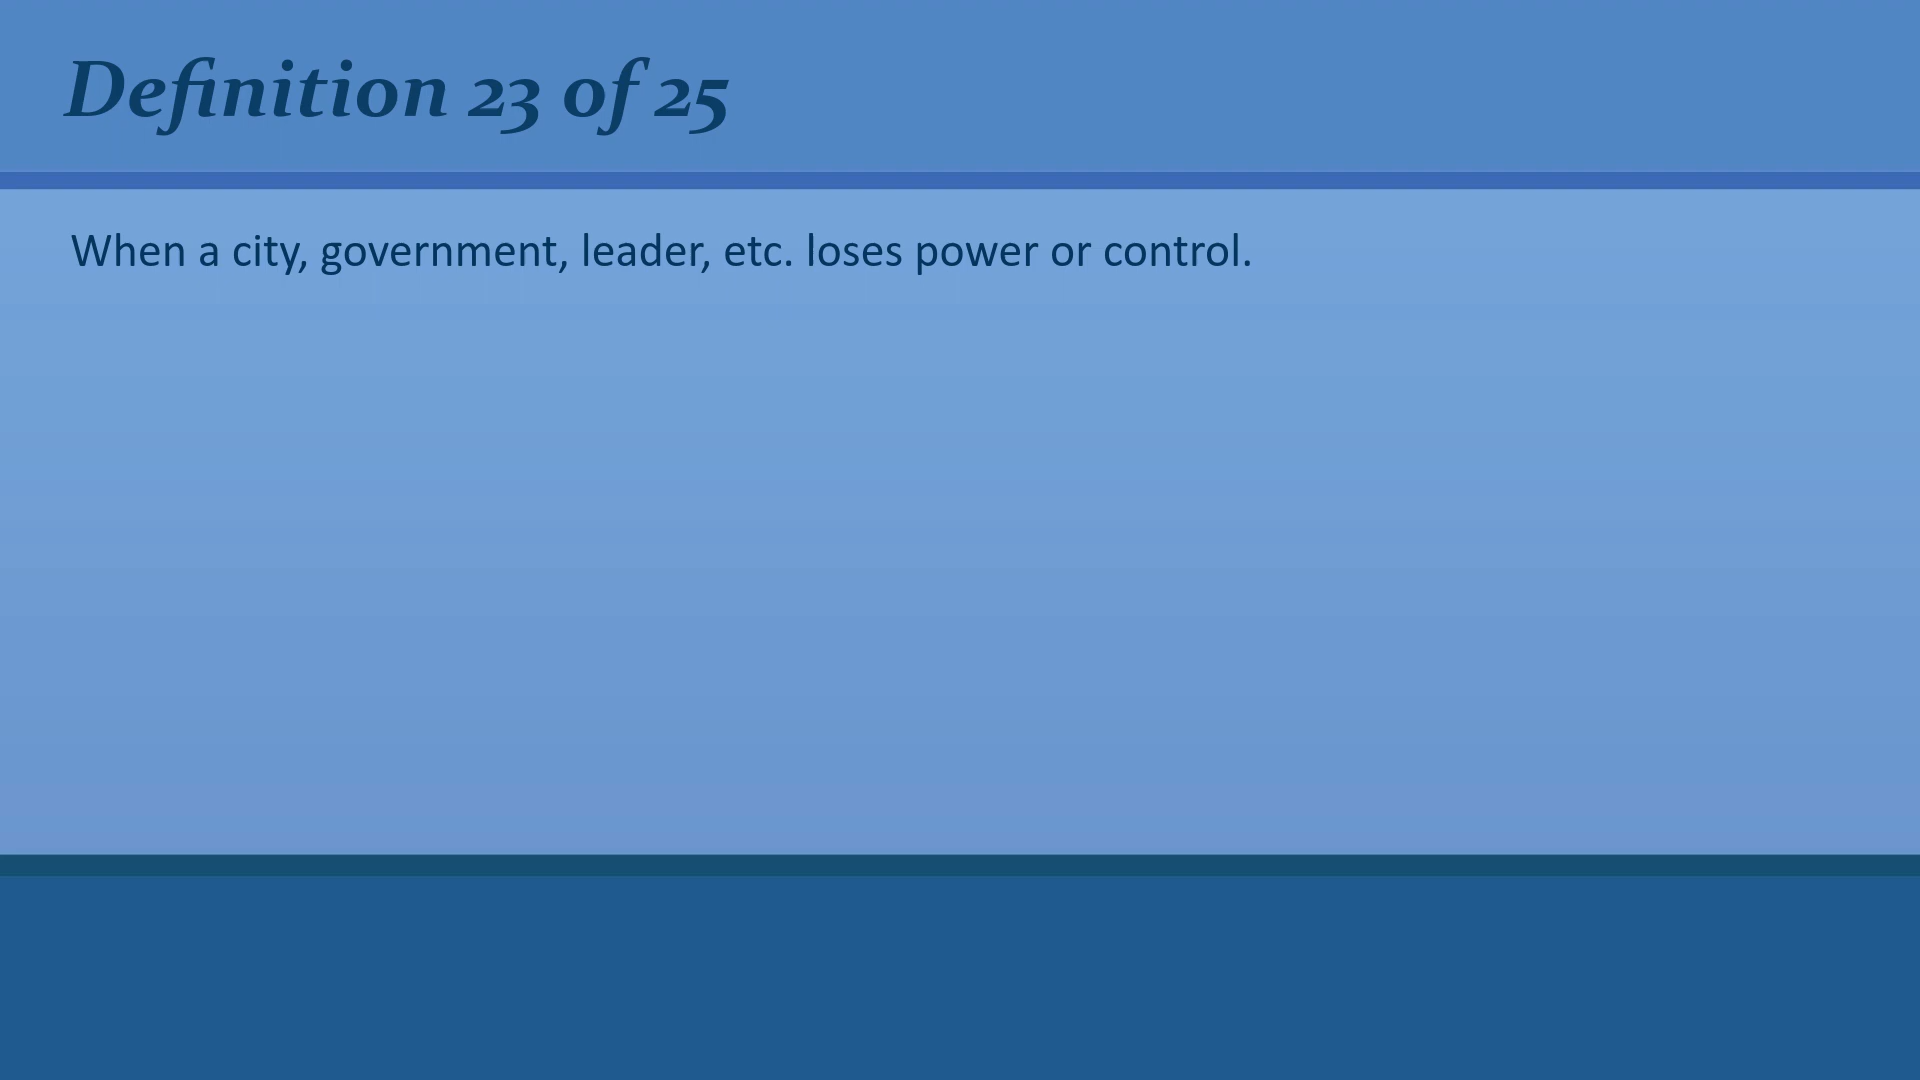 Definition 23 of 25
When a city, government, leader, etc. loses power or control.